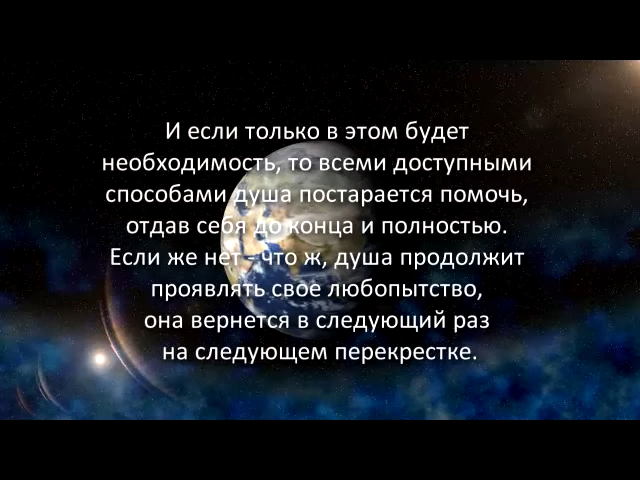 И если только в этом будет
необходимость, то всеми доступными
способами душа постарается помочь,
отдав себя до конца и полностью.
Если же нет - что ж, душа продолжит
проявлять свое любопытство,
она вернется в следующий раз
на следующем перекрестке.